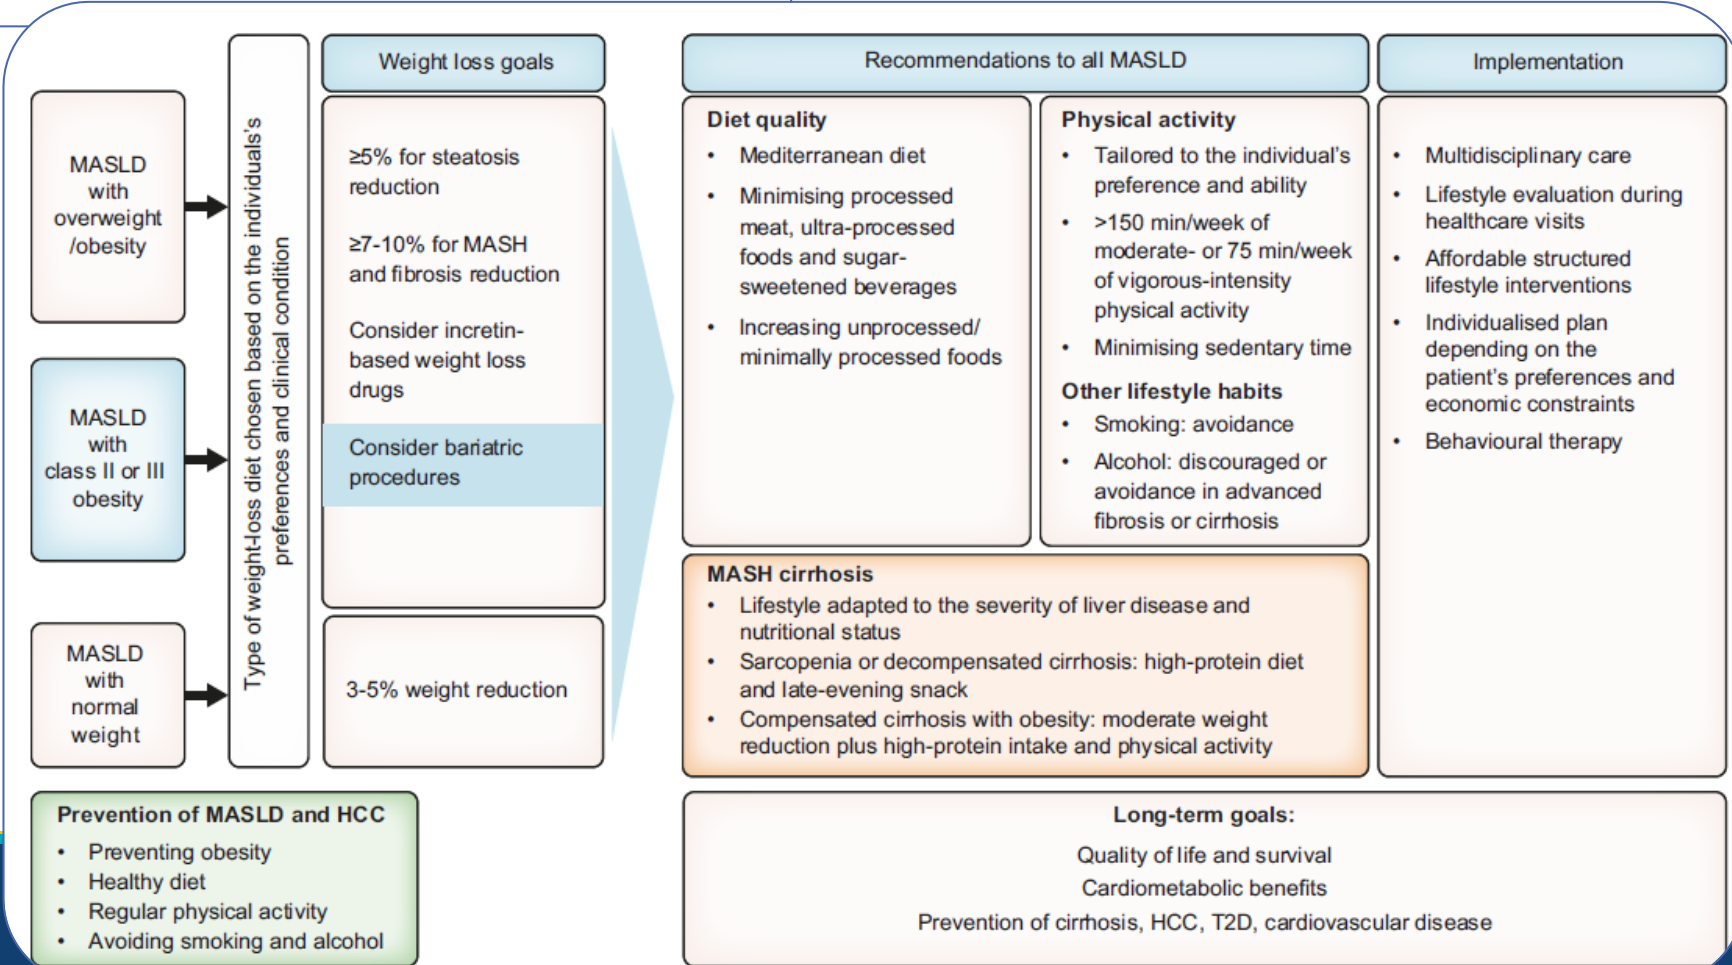 MASLD
with
overweight
/obesity
MASLD
with
class II or III
obesity
MASLD
with
normal
weight
Type of weight-loss diet chosen based on the individuals's
preferences and clinical condition
Weight loss goals
≥5% for steatosis
reduction
≥7-10% for MASH
and fibrosis reduction
Consider incretin-
based weight loss
drugs
Consider bariatric
procedures
3-5% weight reduction
Recommendations to all MASLD
Diet quality
• Mediterranean diet
• Minimising processed
meat, ultra-processed
foods and sugar-
sweetened beverages
• Increasing unprocessed/
minimally processed foods
Physical activity
• Tailored to the individual's
preference and ability
• >150 min/week of
moderate- or 75 min/week
of vigorous-intensity
physical activity
• Minimising sedentary time
Other lifestyle habits
• Smoking: avoidance
• Alcohol: discouraged or
avoidance in advanced
fibrosis or cirrhosis
MASH cirrhosis
• Lifestyle adapted to the severity of liver disease and
nutritional status
• Sarcopenia or decompensated cirrhosis: high-protein diet
and late-evening snack
• Compensated cirrhosis with obesity: moderate weight
reduction plus high-protein intake and physical activity
Implementation
• Multidisciplinary care
• Lifestyle evaluation during
healthcare visits
• Affordable structured
lifestyle interventions
• Individualised plan
depending on the
patient's preferences and
economic constraints
• Behavioural therapy
Prevention of MASLD and HCC
• Preventing obesity
• Healthy diet
• Regular physical activity
• Avoiding smoking and alcohol
Long-term goals:
Quality of life and survival
Cardiometabolic benefits
Prevention of cirrhosis, HCC, T2D, cardiovascular disease